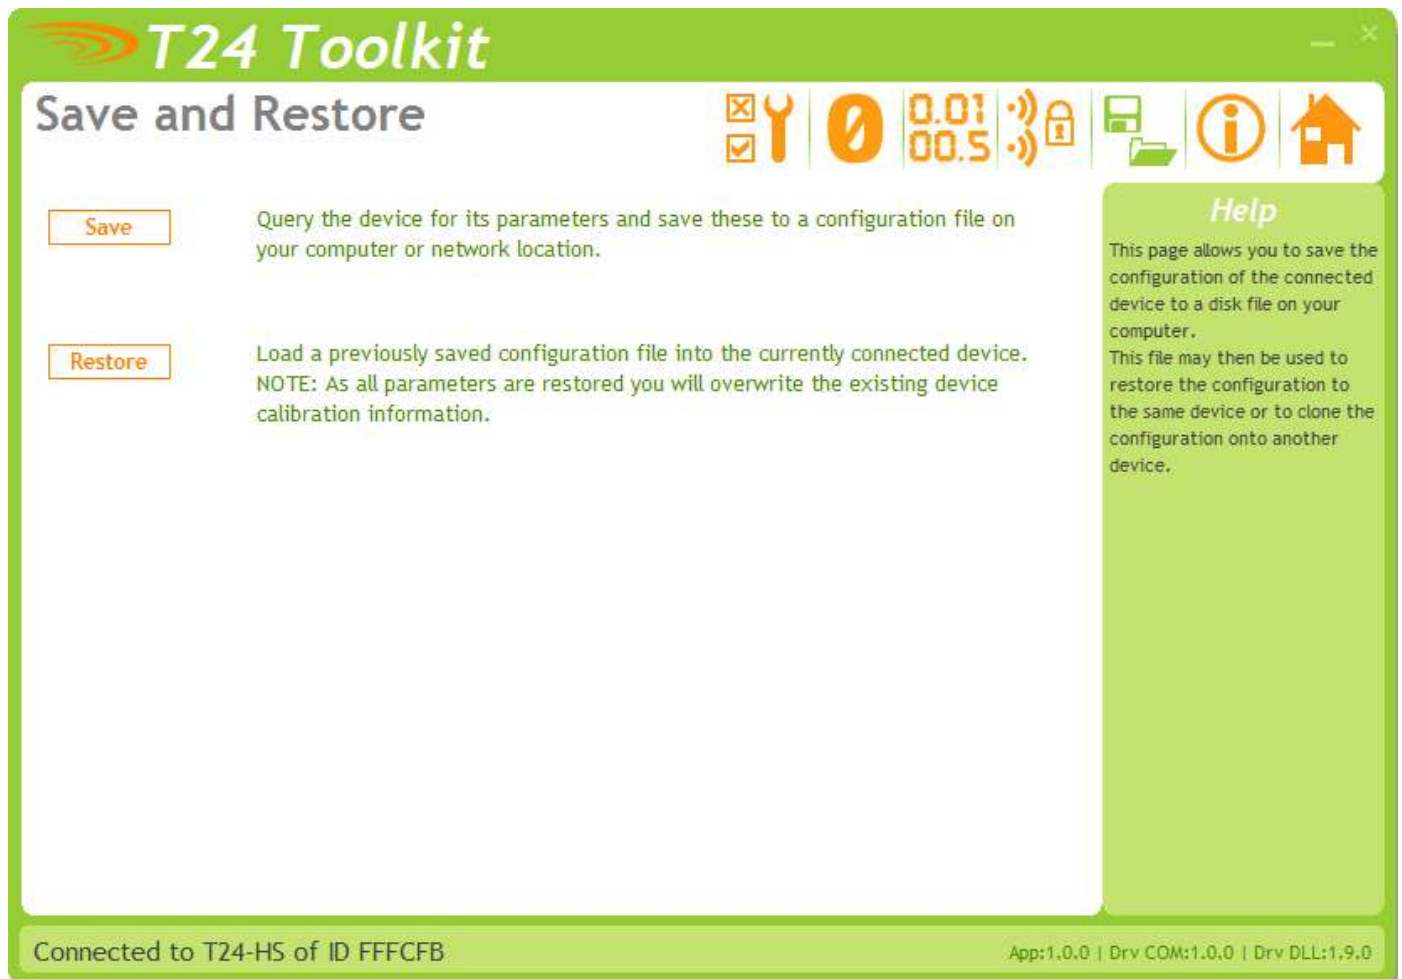 T24 Toolkit
Save and Restore
0
0.01
00.5
Save
Query the device for its parameters and save these to a configuration file on
your computer or network location.
Restore
Load a previously saved configuration file into the currently connected device.
NOTE: As all parameters are restored you will overwrite the existing device
calibration information.
Help
This page allows you to save the
configuration of the connected
device to a disk file on your
computer.
This file may then be used to
restore the configuration to
the same device or to clone the
configuration onto another
device.
Connected to T24-HS of ID FFFCFB
App:1.0.0 | Drv COM:1.0.0 | Drv DLL:1.9.0